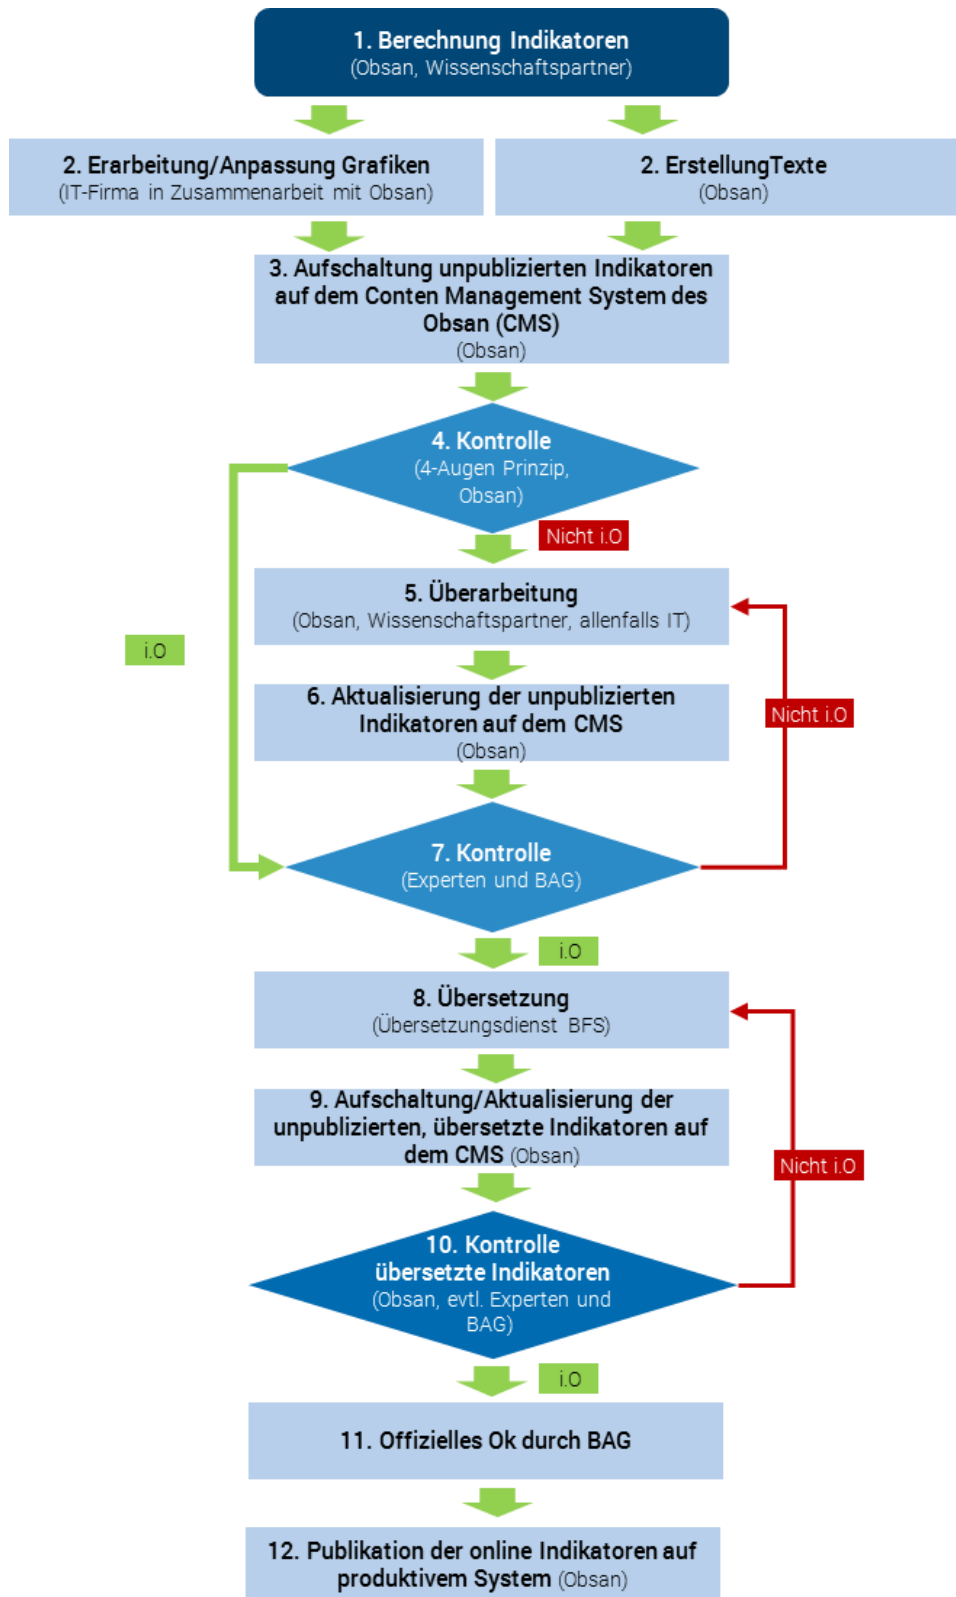 1. Berechnung Indikatoren
(Obsan, Wissenschaftspartner)
2. Erarbeitung/Anpassung Grafiken
(IT-Firma in Zusammenarbeit mit Obsan)
2. ErstellungTexte
(Obsan)
3. Aufschaltung unpublizierten Indikatoren
auf dem Conten Management System des
Obsan (CMS)
(Obsan)
4. Kontrolle
(4-Augen Prinzip,
Obsan)
Nicht i.O
5. Überarbeitung
(Obsan, Wissenschaftspartner, allenfalls IT)
i.O
6. Aktualisierung der unpublizierten
Indikatoren auf dem CMS
(Obsan)
Nicht i.O
7. Kontrolle
(Experten und BAG)
i.O
8. Übersetzung
(Übersetzungsdienst BFS)
9. Aufschaltung/Aktualisierung der
unpublizierten, übersetzte Indikatoren auf
dem CMS (Obsan)
Nicht i.O
10. Kontrolle
übersetzte Indikatoren
(Obsan, evtl. Experten und
BAG)
i.O
11. Offizielles Ok durch BAG
12. Publikation der online Indikatoren auf
produktivem System (Obsan)